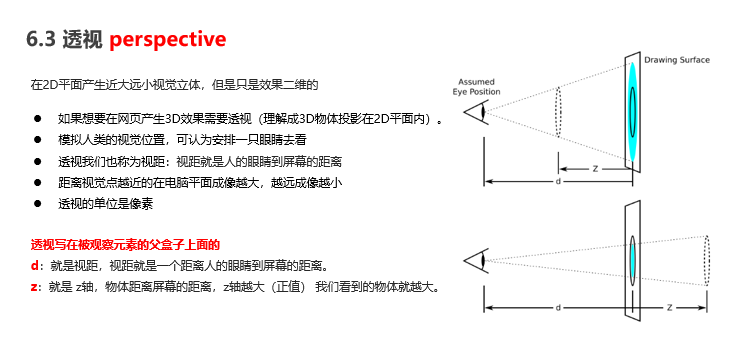 6.3 透视 perspective
在2D平面产生近大远小视觉立体，但是只是效果二维的
● 如果想要在网页产生3D效果需要透视（理解成3D物体投影在2D平面内）。
● 模拟人类的视觉位置，可认为安排一只眼睛去看
● 透视我们也称为视距：视距就是人的眼睛到屏幕的距离
● 距离视觉点越近的在电脑平面成像越大，越远成像越小
● 透视的单位是像素
透视写在被观察元素的父盒子上面的
d：就是视距，视距就是一个距离人的眼睛到屏幕的距离。
z：就是 z轴，物体距离屏幕的距离，z轴越大（正值） 我们看到的物体就越大。
Drawing Surface
Assumed
Eye Position
Z
d
d
Z